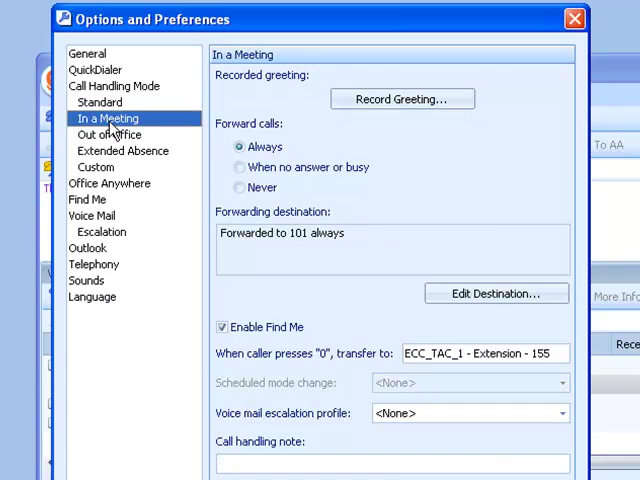 Options and Preferences
General
QuickDialer
Call Handling Mode
Standard
In a Meeting
Out of Office
Extended Absence
Custom
Office Anywhere
Find Me
Voice Mail
Escalation
Outlook
Telephony
Sounds
Language
In a Meeting
Recorded greeting:
Record Greeting...
Forward calls:
Always
When no answer or busy
Never
Forwarding destination:
Forwarded to 101 always
Edit Destination...
Enable Find Me
When caller presses "0", transfer to: ECC_TAC_1 - Extension - 155
Scheduled mode change: <None>
Voice mail escalation profile: <None>
Call handling note:
To AA
More Info
Rece